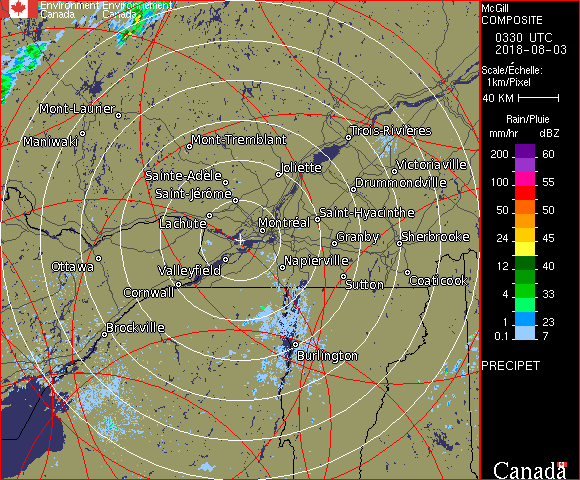 Environment Environnement
Canada Canada
McGill
COMPOSITE
0330 UTC
2018-08-03
Scale/Échelle:
1km/Pixel
40 KM
Rain/Pluie
mm/hr dBZ
200 60
55
100 55
50 50
24 45
12 40
4 33
1 23
0.1 7
PRECIPET
Canada
Mont-Laurier
Maniwaki
Mont-Tremblant
Trois-Rivières
Sainte-Adèle
Joliette
Victoriaville
Saint-Jérôme
Drummondville
Lachute
Montréal
Saint-Hyacinthe
Granby
Sherbrooke
Ottawa
Valleyfield
Napierville
Cornwall
Sutton
Coaticook
Brockville
Burlington